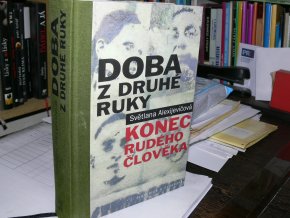 DOBA
Z DRUHÉ
RUKY
Světlana Alexijevičová
KONEC
RUDÉHO
ČLOVĚKA
DOBA
Z DRUHÉ RUKY